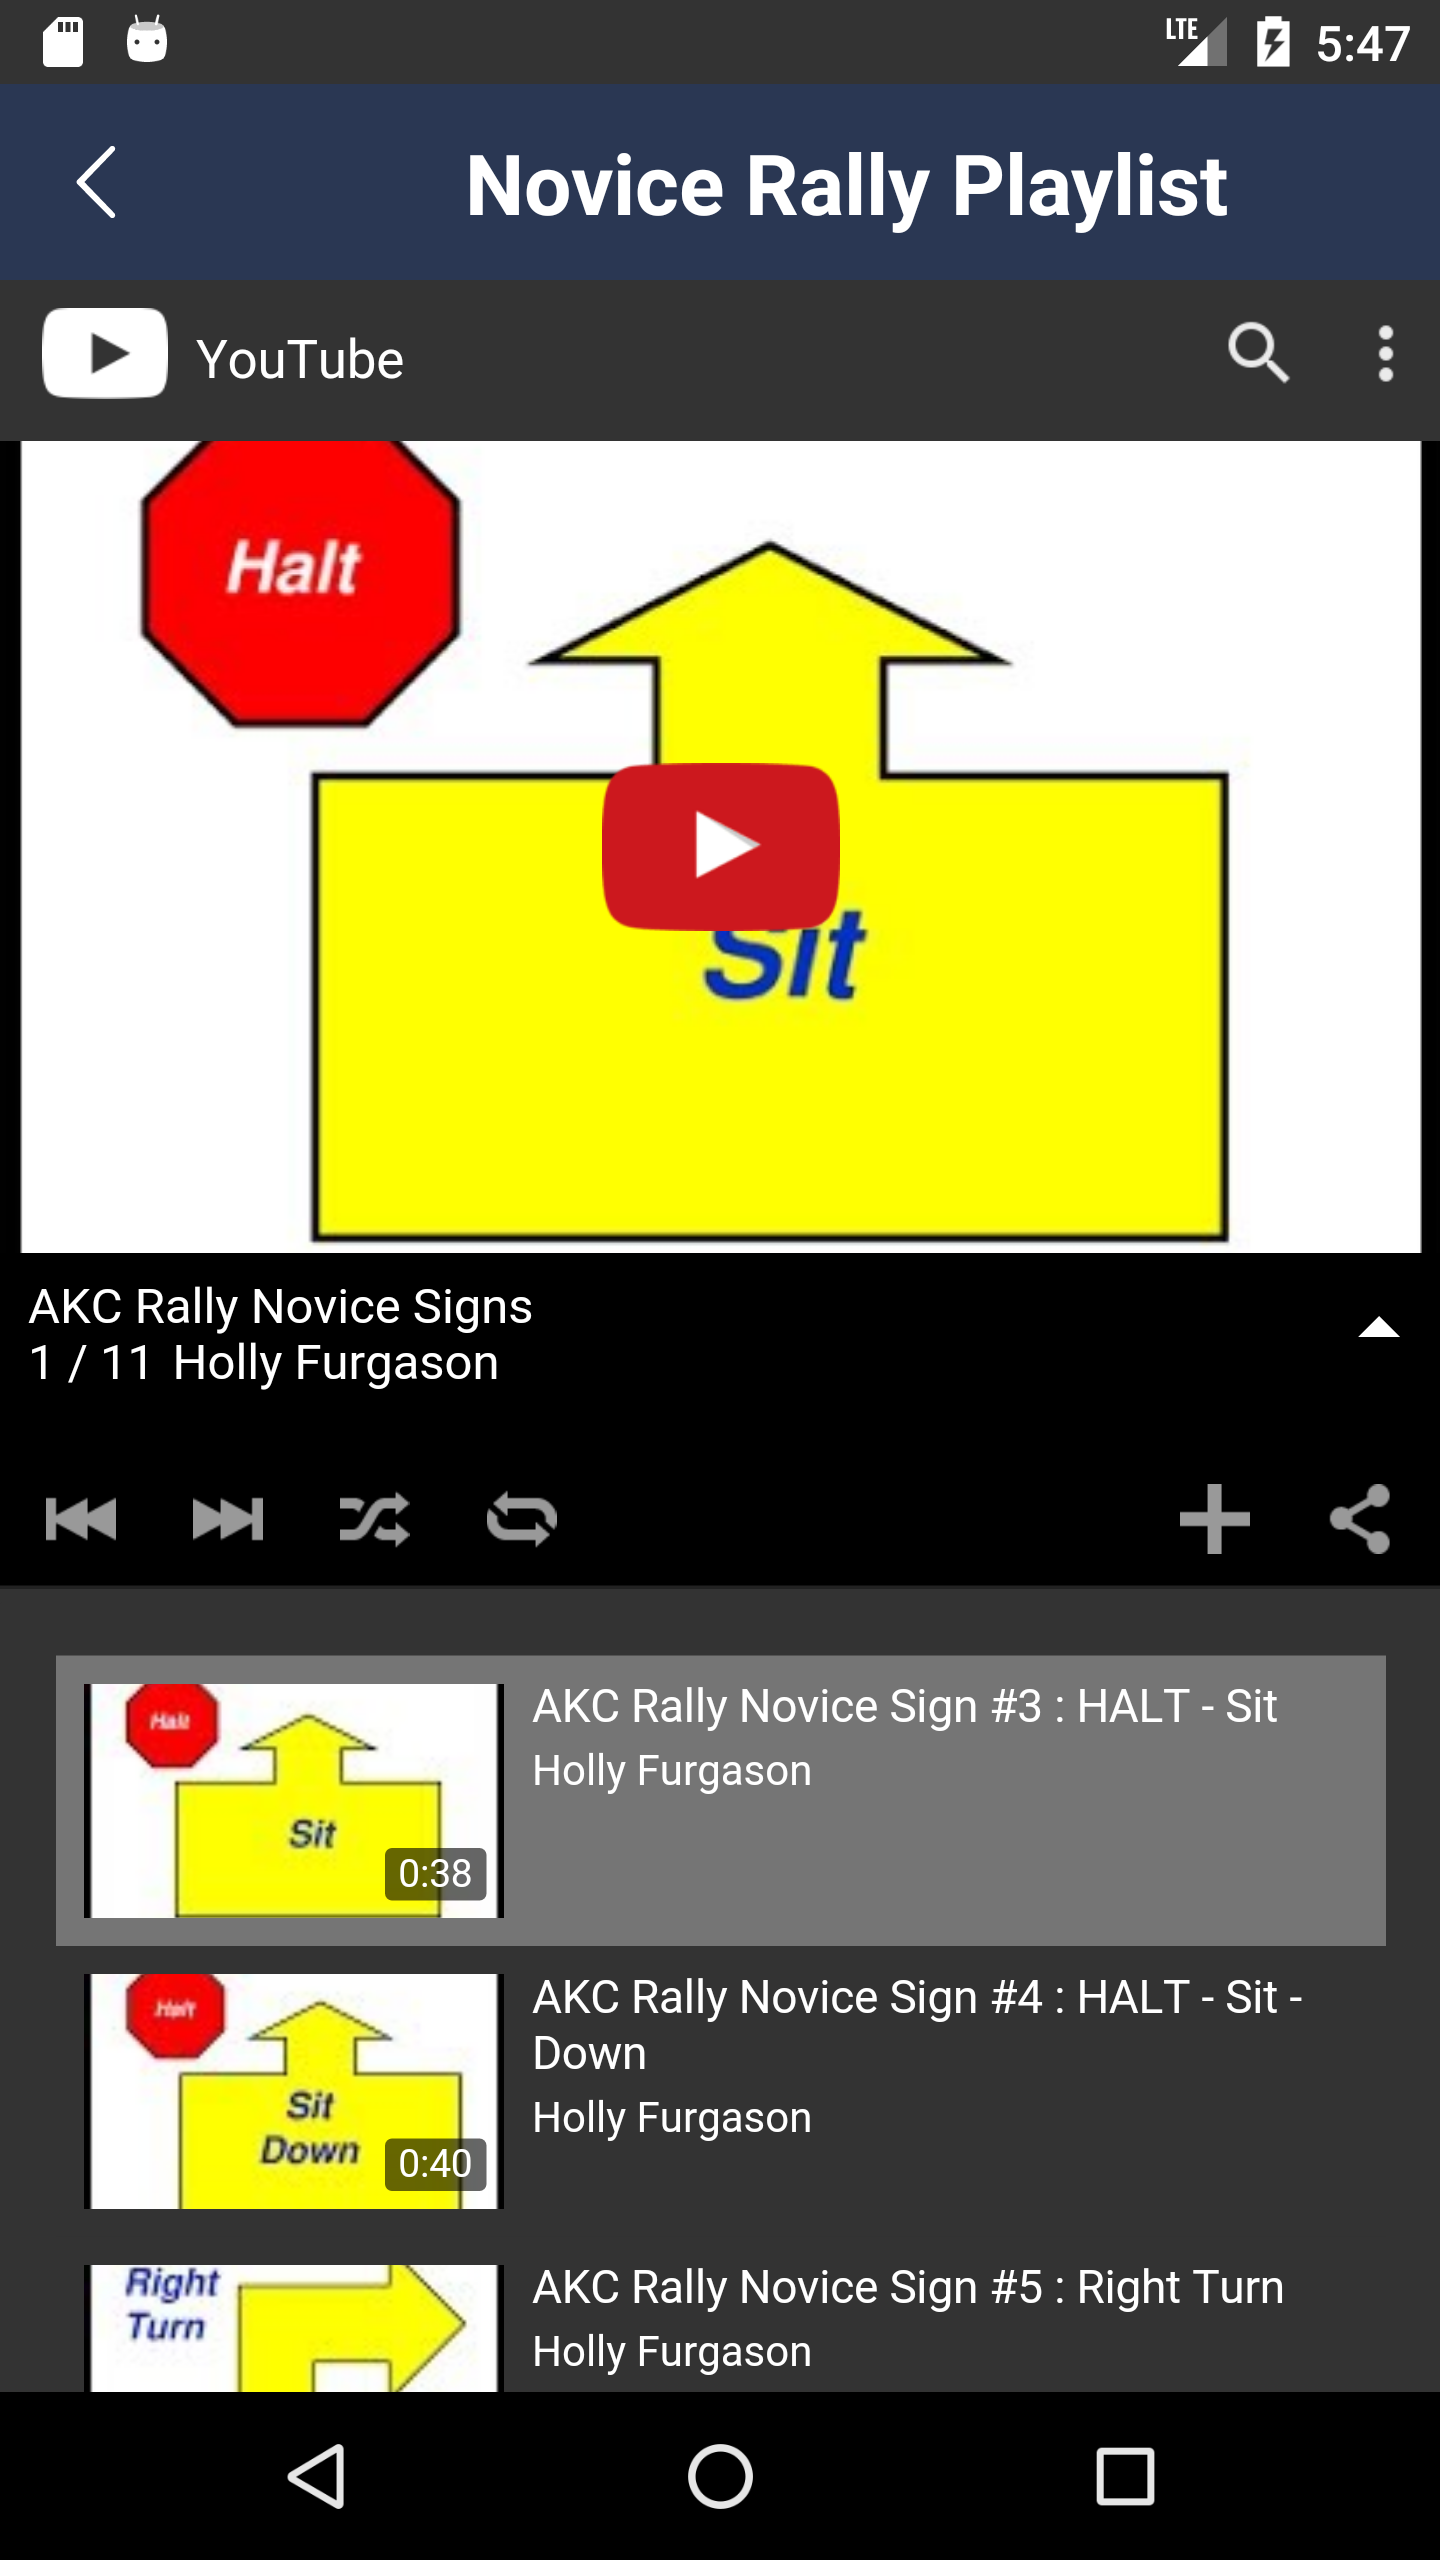 LTE 5:47
Novice Rally Playlist
YouTube
Halt
Sit
AKC Rally Novice Signs
1 / 11 Holly Furgason
Halt
Sit
0:38
AKC Rally Novice Sign #3 : HALT - Sit
Holly Furgason
Halt
Sit
Down
0:40
AKC Rally Novice Sign #4 : HALT - Sit -
Down
Holly Furgason
Right
Turn
AKC Rally Novice Sign #5 : Right Turn
Holly Furgason